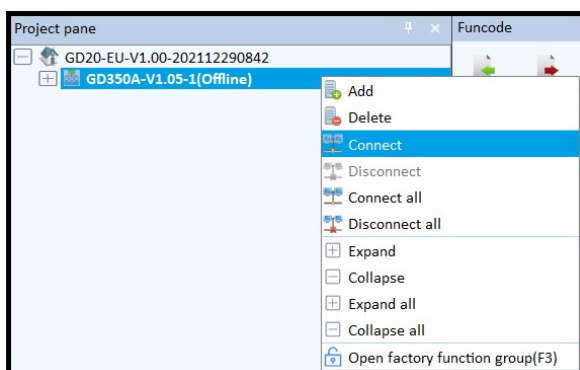 Project pane
Funcode
GD20-EU-V1.00-202112290842
GD350A-V1.05-1(Offline)
Add
Delete
Connect
Disconnect
Connect all
Disconnect all
Expand
Collapse
Expand all
Collapse all
Open factory function group(F3)